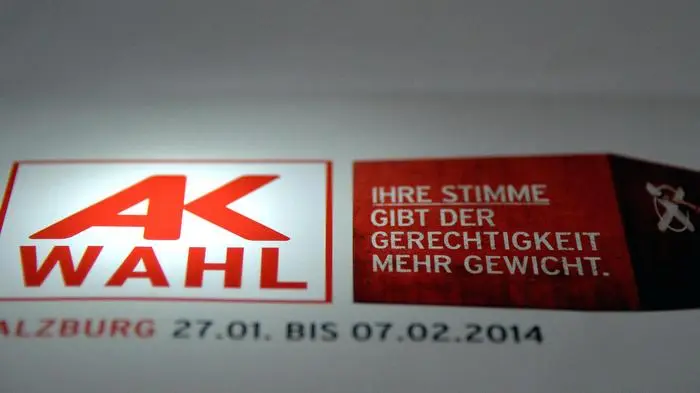 AK
WAHL
IHRE STIMME
GIBT DER
GERECHTIGKEIT
MEHR GEWICHT.
ALZBURG 27.01. BIS 07.02.2014